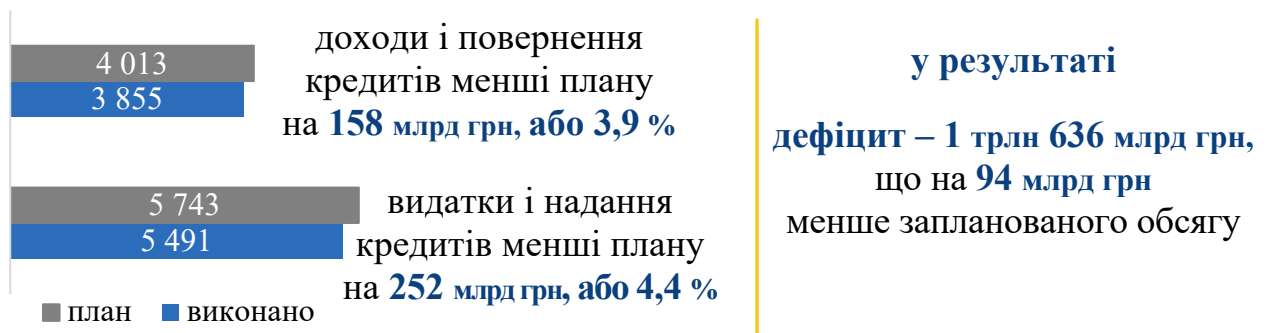 4 013
3 855
доходи і повернення
кредитів менші плану
на 158 млрд грн, або 3,9 %
5 743
5 491
видатки і надання
кредитів менші плану
на 252 млрд грн, або 4,4 %
план виконано
у результаті
дефіцит – 1 трлн 636 млрд грн,
що на 94 млрд грн
менше запланованого обсягу